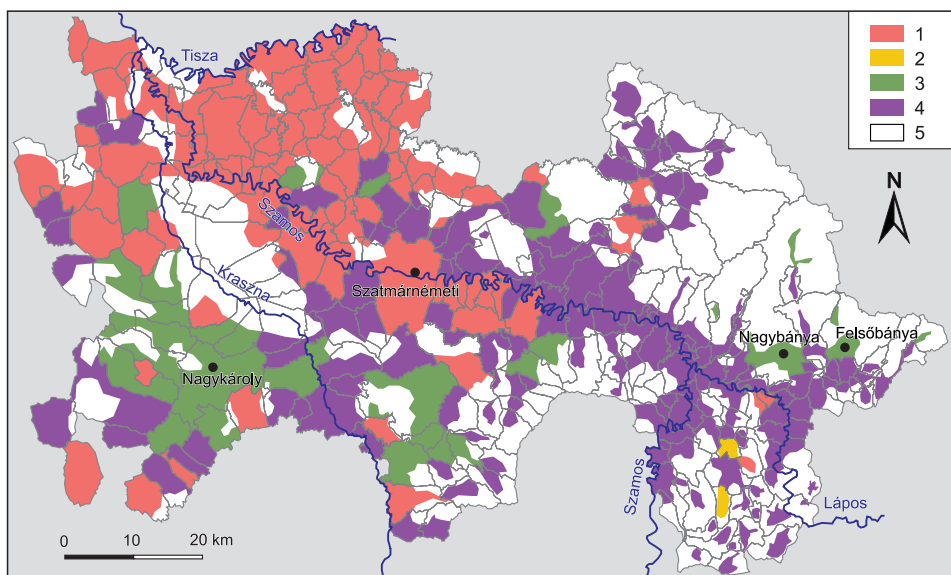 1
2
3
4
5
N
Tisza
Szamos
Kraszna
Szatmárnémeti
Nagykároly
Nagybánya
Felsőbánya
Szamos
Lápos
0 10 20 km